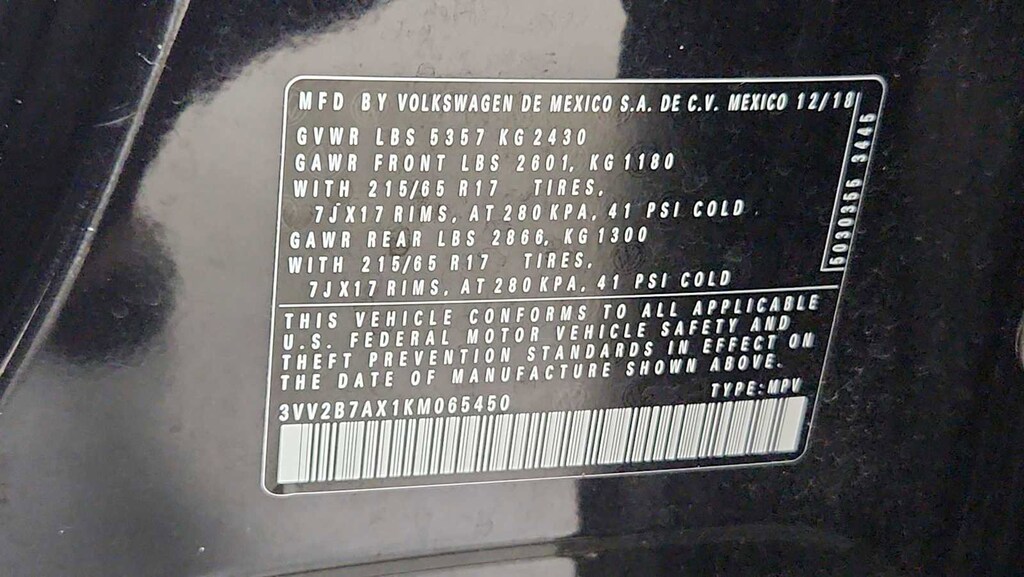 MFD BY VOLKSWAGEN DE MEXICO S.A. DE C.V. MEXICO 12/18
GVWR LBS 5357 KG 2430
GAWR FRONT LBS 2601, KG 1180
WITH 215/65 R17 TIRES,
7JX17 RIMS, AT 280 KPA, 41 PSI COLD
GAWR REAR LBS 2866, KG 1300
WITH 215/65 R17 TIRES,
7JX17 RIMS, AT 280 KPA, 41 PSI COLD
5030355 3445
THIS VEHICLE CONFORMS TO ALL APPLICABLE
U.S. FEDERAL MOTOR VEHICLE SAFETY AND
THEFT PREVENTION STANDARDS IN EFFECT ON
THE DATE OF MANUFACTURE SHOWN ABOVE.
TYPE: MPV
3VV2B7AX1KM065450